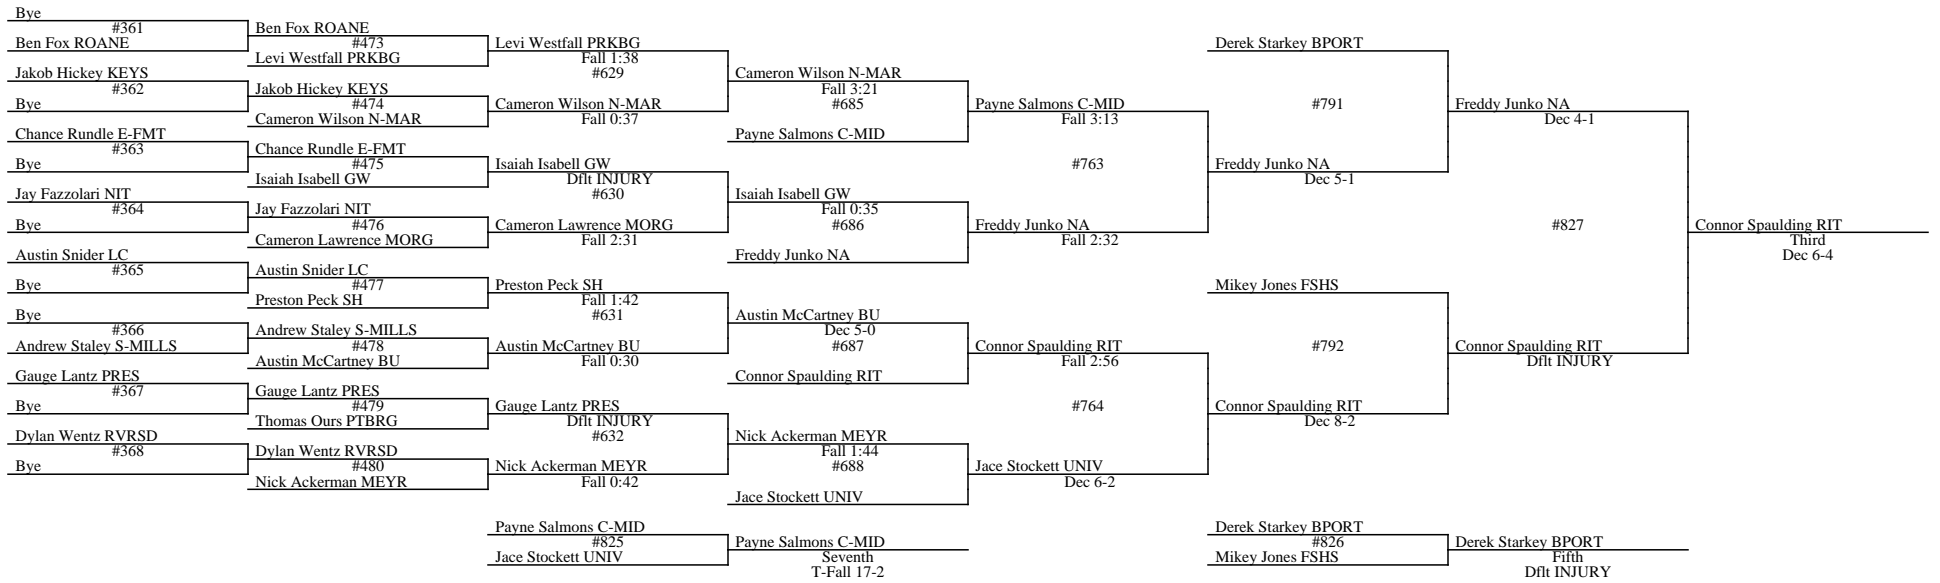 Bye
#361
Ben Fox ROANE
Jakob Hickey KEYS
#362
Bye
Chance Rundle E-FMT
#363
Bye
Jay Fazzolari NIT
#364
Bye
Austin Snider LC
#365
Bye
Bye
#366
Andrew Staley S-MILLS
Gauge Lantz PRES
#367
Bye
Dylan Wentz RVRSD
#368
Bye
Ben Fox ROANE
#473
Levi Westfall PRKBG
Jakob Hickey KEYS
#474
Cameron Wilson N-MAR
Chance Rundle E-FMT
#475
Isaiah Isabell GW
Jay Fazzolari NIT
#476
Cameron Lawrence MORG
Austin Snider LC
#477
Preston Peck SH
Andrew Staley S-MILLS
#478
Austin McCartney BU
Gauge Lantz PRES
#479
Thomas Ours PTBRG
Dylan Wentz RVRSD
#480
Nick Ackerman MEYR
Levi Westfall PRKBG
Fall 1:38
#629
Cameron Wilson N-MAR
Fall 0:37
Isaiah Isabell GW
Dflt INJURY
#630
Cameron Lawrence MORG
Fall 2:31
Preston Peck SH
Fall 1:42
#631
Austin McCartney BU
Fall 0:30
Gauge Lantz PRES
Dflt INJURY
#632
Nick Ackerman MEYR
Fall 0:42
Cameron Wilson N-MAR
Fall 3:21
#685
Payne Salmons C-MID
Isaiah Isabell GW
Fall 0:35
#686
Freddy Junko NA
Austin McCartney BU
Dec 5-0
#687
Connor Spaulding RIT
Nick Ackerman MEYR
Fall 1:44
#688
Jace Stockett UNIV
Payne Salmons C-MID
Fall 3:13
#763
Freddy Junko NA
Fall 2:32
Connor Spaulding RIT
Fall 2:56
#764
Jace Stockett UNIV
Dec 6-2
Derek Starkey BPORT
#791
Freddy Junko NA
Dec 5-1
Mikey Jones FSHS
#792
Connor Spaulding RIT
Dec 8-2
Freddy Junko NA
Dec 4-1
#827
Connor Spaulding RIT
Dflt INJURY
Connor Spaulding RIT
Third
Dec 6-4
Payne Salmons C-MID
#825
Jace Stockett UNIV
Payne Salmons C-MID
Seventh
T-Fall 17-2
Derek Starkey BPORT
#826
Mikey Jones FSHS
Derek Starkey BPORT
Fifth
Dflt INJURY